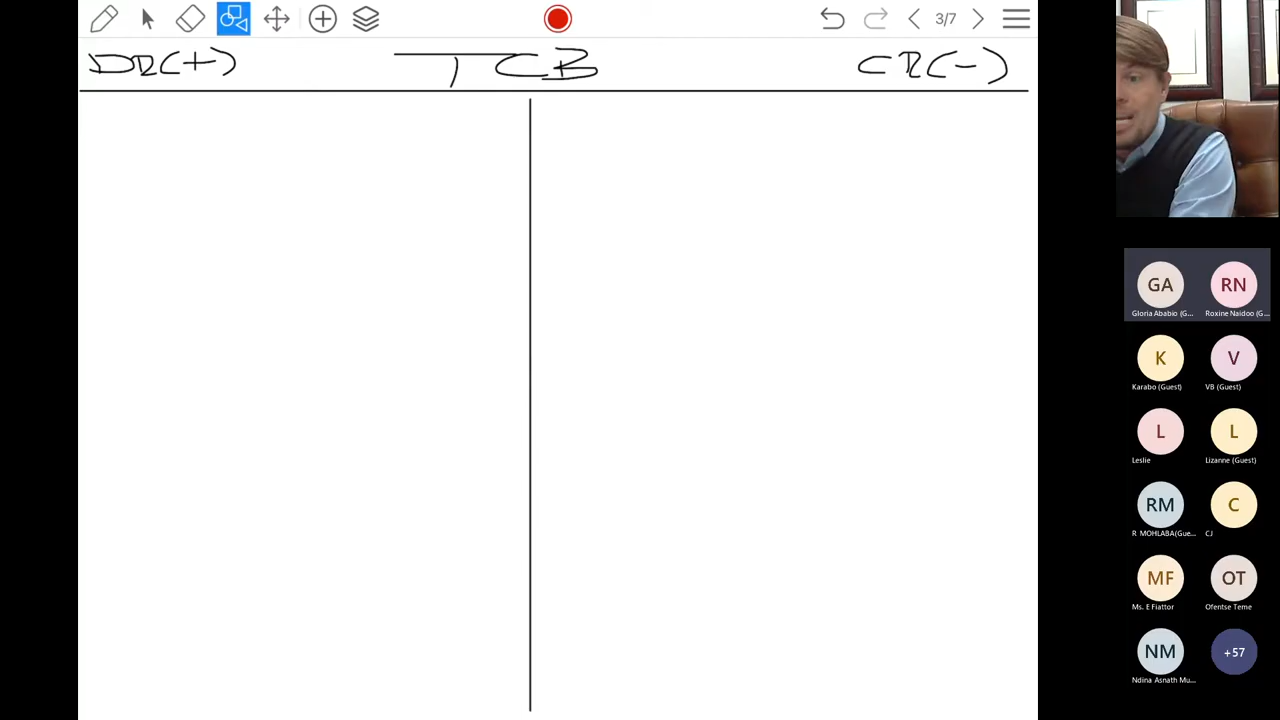 3/7
DR(+) TCB CR(-)
GA RN
Gloria Ababio (G... Roxine Naidoo (G...
K V
Karabo (Guest) VB (Guest)
L L
Leslie Lizanne (Guest)
RM C
R MOHLABA(Gue... CJ
MF OT
Ms. E Fiattor Ofentse Teme
NM +57
Ndina Asnath Mu...